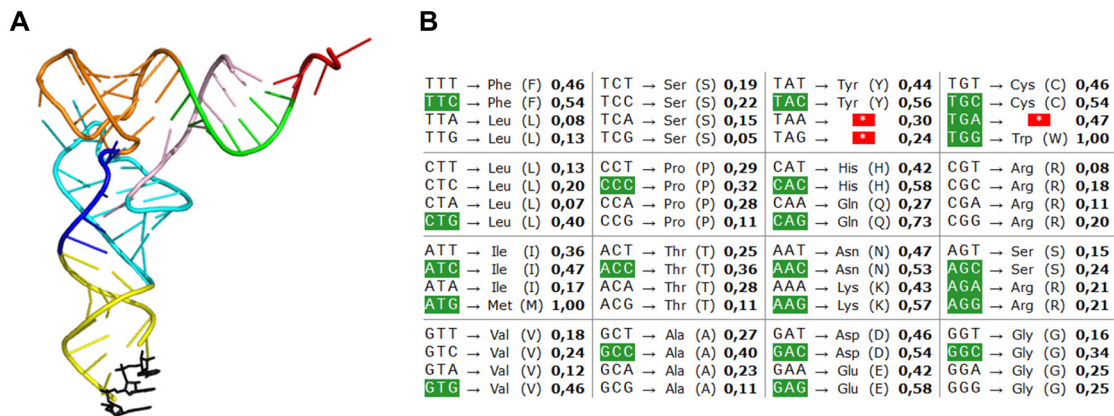 A
B
TTT → Phe (F) 0,46 TCT → Ser (S) 0,19 TAT → Tyr (Y) 0,44 TGT → Cys (C) 0,46
TTC → Phe (F) 0,54 TCC → Ser (S) 0,22 TAC → Tyr (Y) 0,56 TGC → Cys (C) 0,54
TTA → Leu (L) 0,08 TCA → Ser (S) 0,15 TAA → * 0,30 TGA → * 0,47
TTG → Leu (L) 0,13 TCG → Ser (S) 0,05 TAG → * 0,24 TGG → Trp (W) 1,00
CTT → Leu (L) 0,13 CCT → Pro (P) 0,29 CAT → His (H) 0,42 CGT → Arg (R) 0,08
CTC → Leu (L) 0,20 CCC → Pro (P) 0,32 CAC → His (H) 0,58 CGC → Arg (R) 0,18
CTA → Leu (L) 0,07 CCA → Pro (P) 0,28 CAA → Gln (Q) 0,27 CGA → Arg (R) 0,11
CTG → Leu (L) 0,40 CCG → Pro (P) 0,11 CAG → Gln (Q) 0,73 CGG → Arg (R) 0,20
ATT → Ile (I) 0,36 ACT → Thr (T) 0,25 AAT → Asn (N) 0,47 AGT → Ser (S) 0,15
ATC → Ile (I) 0,47 ACC → Thr (T) 0,36 AAC → Asn (N) 0,53 AGC → Ser (S) 0,24
ATA → Ile (I) 0,17 ACA → Thr (T) 0,28 AAA → Lys (K) 0,43 AGA → Arg (R) 0,21
ATG → Met (M) 1,00 ACG → Thr (T) 0,11 AAG → Lys (K) 0,57 AGG → Arg (R) 0,21
GTT → Val (V) 0,18 GCT → Ala (A) 0,27 GAT → Asp (D) 0,46 GGT → Gly (G) 0,16
GTC → Val (V) 0,24 GCC → Ala (A) 0,40 GAC → Asp (D) 0,54 GGC → Gly (G) 0,34
GTA → Val (V) 0,12 GCA → Ala (A) 0,23 GAA → Glu (E) 0,42 GGA → Gly (G) 0,25
GTG → Val (V) 0,46 GCG → Ala (A) 0,11 GAG → Glu (E) 0,58 GGG → Gly (G) 0,25